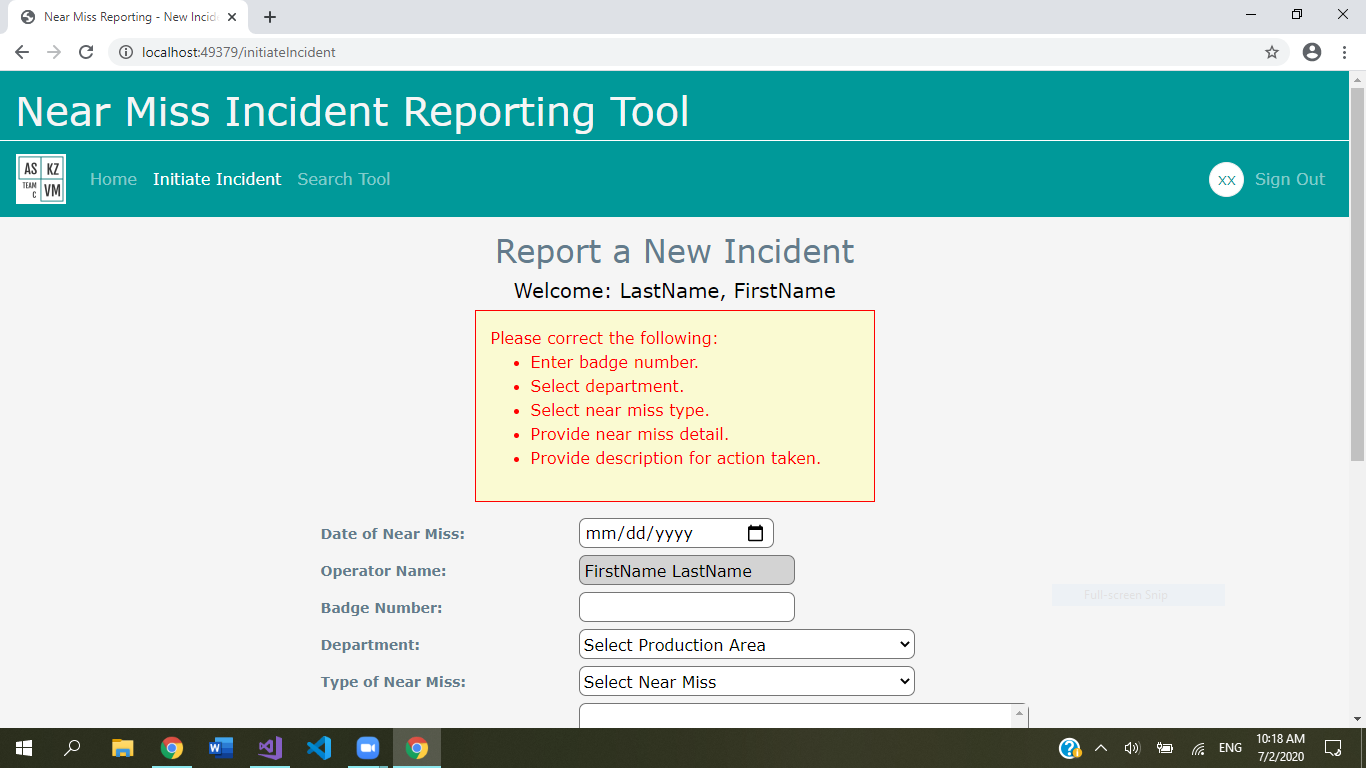 Near Miss Reporting - New Incid
localhost:49379/initiateIncident
Near Miss Incident Reporting Tool
AS KZ
TEAM C VM
Home Initiate Incident Search Tool XX Sign Out
Report a New Incident
Welcome: LastName, FirstName
Please correct the following:
Enter badge number.
Select department.
Select near miss type.
Provide near miss detail.
Provide description for action taken.
Date of Near Miss: mm/dd/yyyy
Operator Name: FirstName LastName
Full-screen Snip
Badge Number:
Department: Select Production Area
Type of Near Miss: Select Near Miss
ENG 10:18 AM
7/2/2020